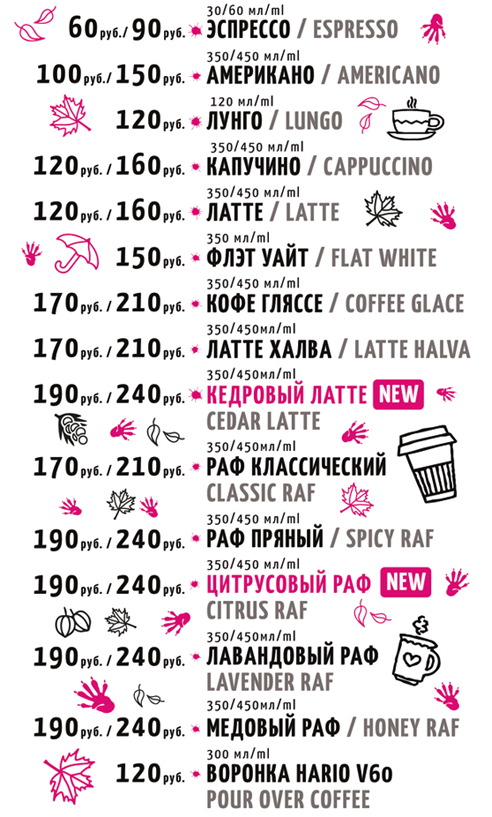 30/60 мл/ml
60руб./90руб. ЭСПРЕССО / ESPRESSO
350/450 мл/ml
100руб./150руб. АМЕРИКАНО / AMERICANO
120 мл/ml
120руб. ЛУНГО / LUNGO
350/450 мл/ml
120руб./160руб. КАПУЧИНО / CAPPUCCINO
350/450 мл/ml
120руб./160руб. ЛАТТЕ / LATTE
350 мл/ml
150руб. ФЛЭТ УАЙТ / FLAT WHITE
350/450 мл/ml
170руб./210руб. КОФЕ ГЛЯССЕ / COFFEE GLACE
350/450мл/ml
170руб./210руб. ЛАТТЕ ХАЛВА / LATTE HALVA
350/450мл/ml
190руб./240руб. КЕДРОВЫЙ ЛАТТЕ NEW
CEDAR LATTE
350/450мл/ml
170руб./210руб. РАФ КЛАССИЧЕСКИЙ
CLASSIC RAF
350/450 мл/ml
190руб./240руб. РАФ ПРЯНЫЙ / SPICY RAF
350/450 мл/ml
190руб./240руб. ЦИТРУСОВЫЙ РАФ NEW
CITRUS RAF
350/450мл/ml
190руб./240руб. ЛАВАНДОВЫЙ РАФ
LAVENDER RAF
350/450мл/ml
190руб./240руб. МЕДОВЫЙ РАФ / HONEY RAF
300 мл/ml
120руб. ВОРОНКА HARIO V60
POUR OVER COFFEE